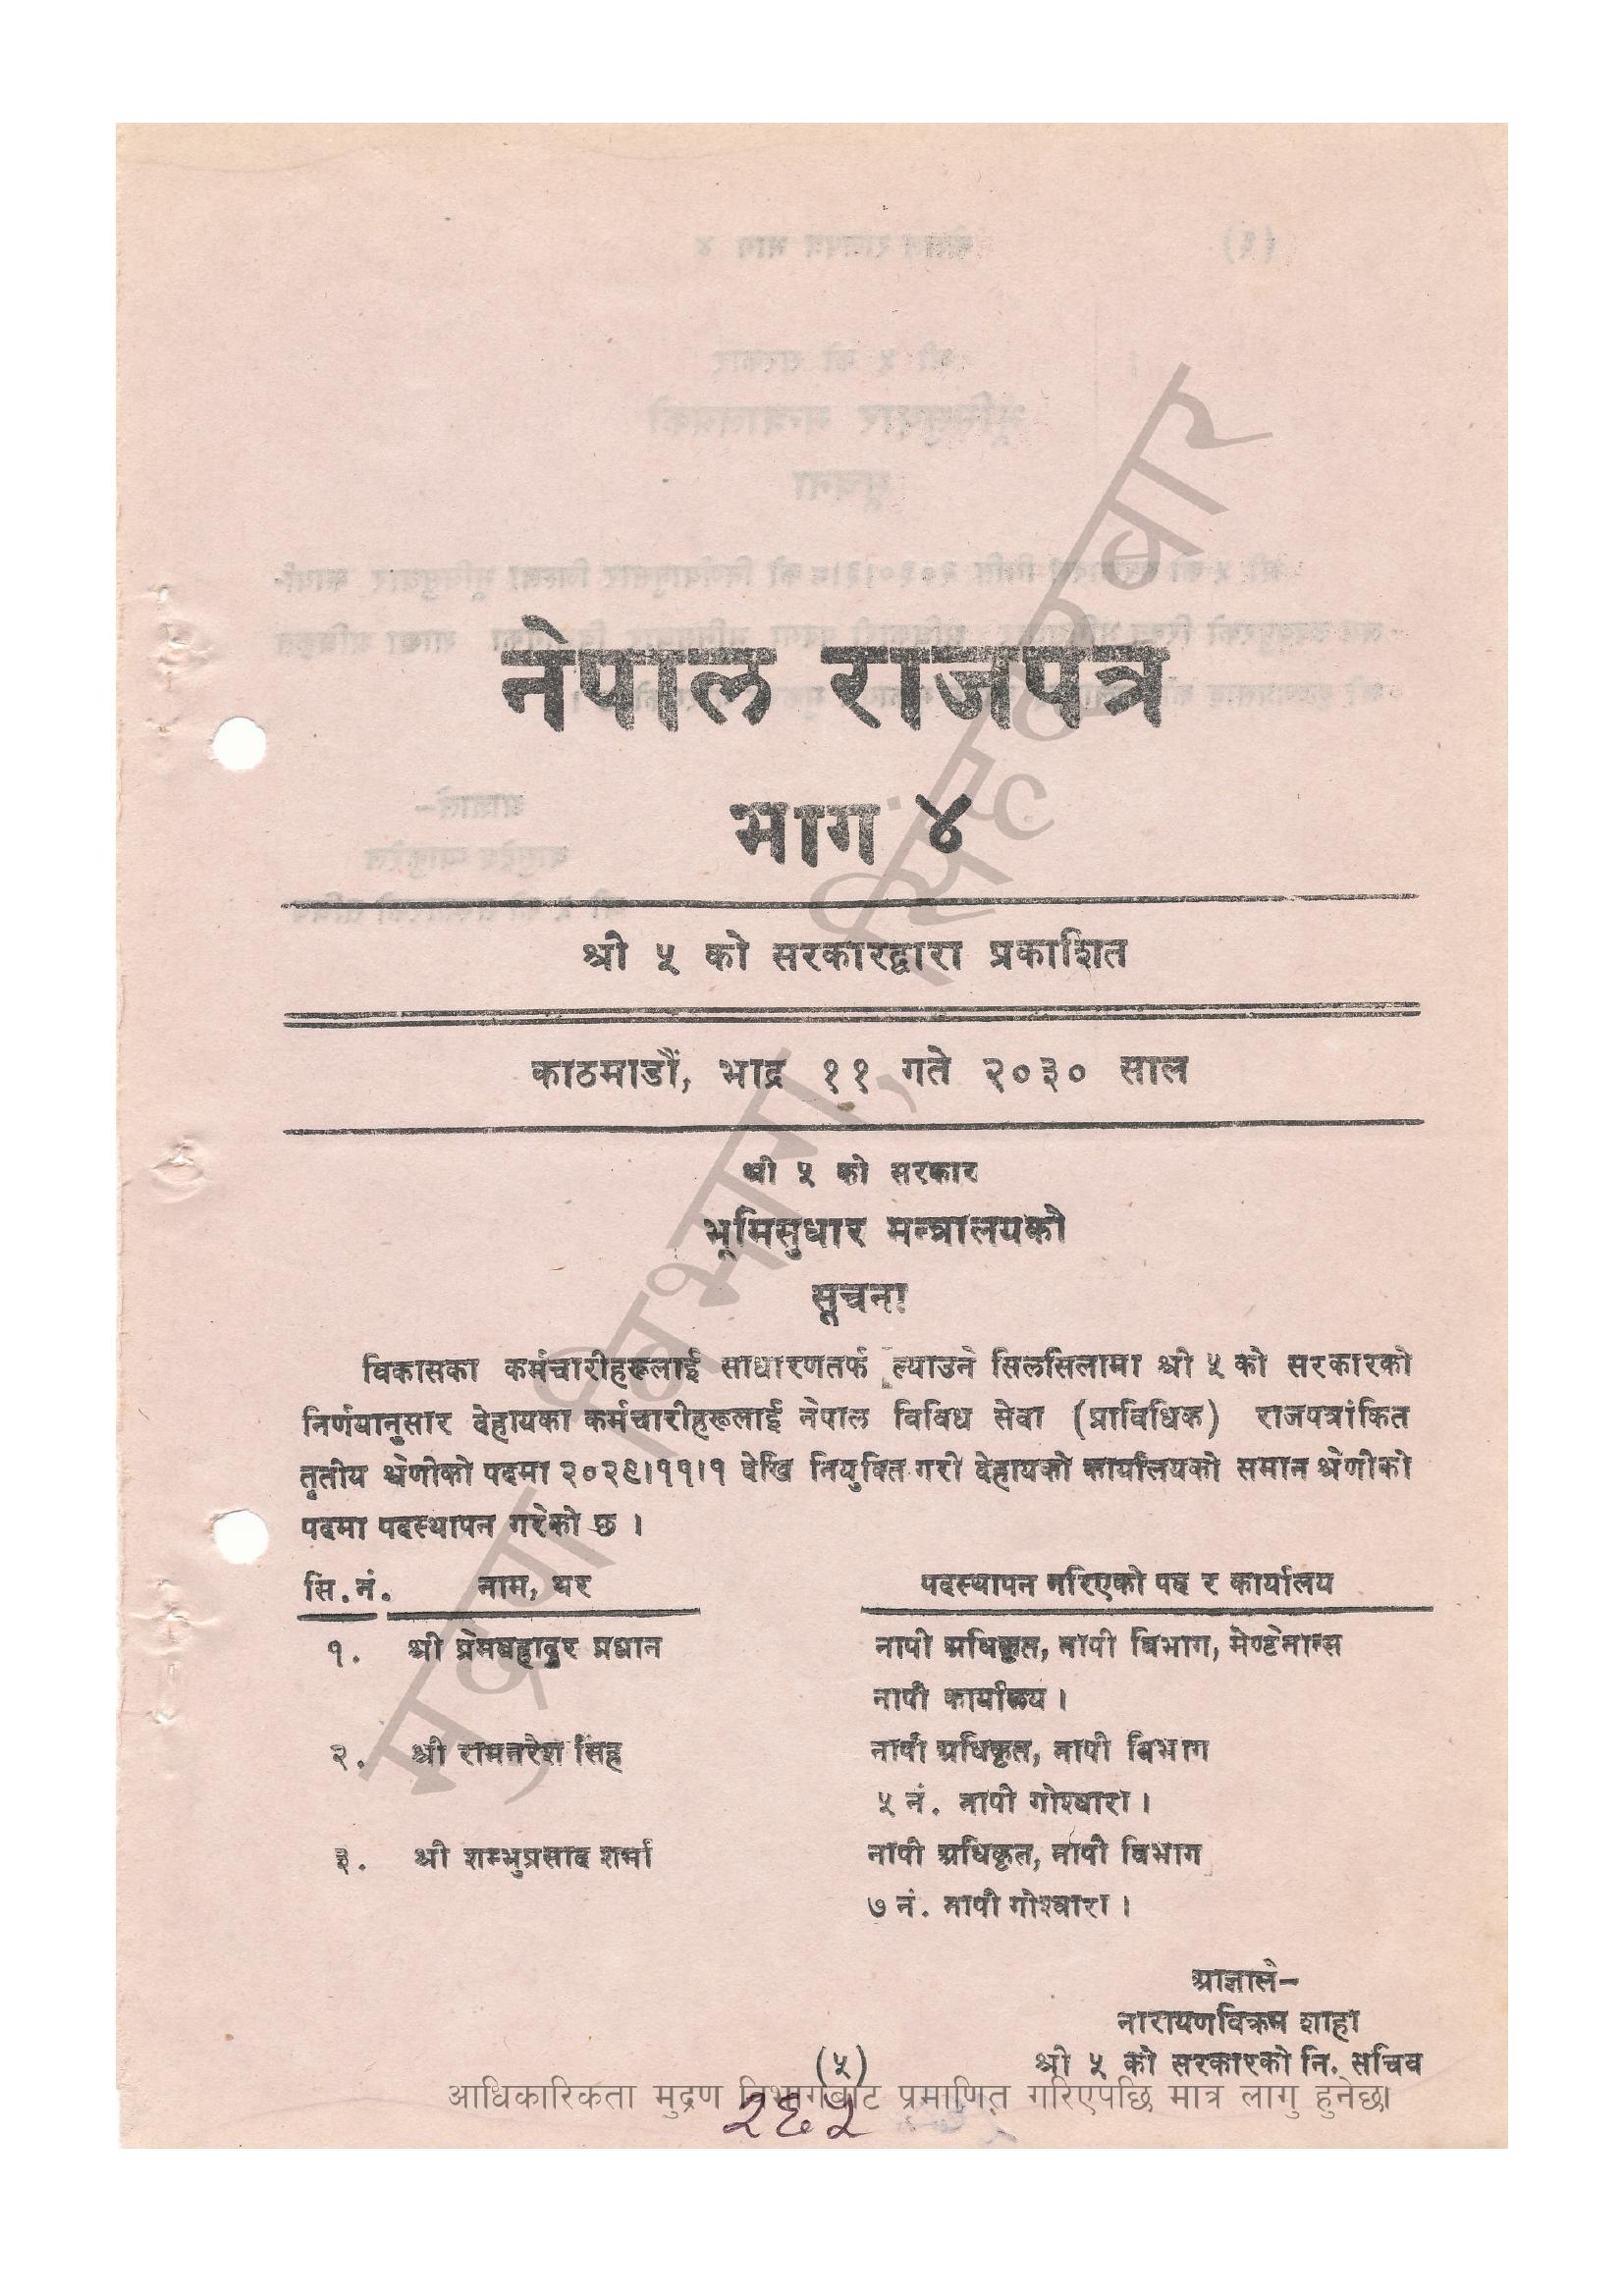 नेपाल राजपत्र
भाग ४
श्री ५ को सरकारद्वारा प्रकाशित
काठमाडौं, भाद्र ११ गते २०३० साल
श्री ५ को सरकार
भूमिसुधार मन्त्रालयको
सूचना
विकासका कर्मचारीहरूलाई साधारणतर्फ ल्याउने सिलसिलामा श्री ५ को सरकारको
निर्णयानुसार देहायका कर्मचारीहरूलाई नेपाल विविध सेवा (प्राविधिक) राजपत्रांकित
तृतीय श्रेणीको पदमा २०२९।११।१ देखि नियुक्ति गरी देहायको कार्यालयको समान श्रेणीको
पदमा पदस्थापन गरेको छ ।
सि.नं. नाम, थर पदस्थापन गरिएको पद र कार्यालय
१. श्री प्रेमबहादुर प्रधान नापी अधिकृत, नापी विभाग, मेण्टेनान्स
नापी कार्यालय ।
२. श्री रामनरेश सिंह नापी अधिकृत, नापी विभाग
५ नं. नापी गोश्वारा ।
३. श्री शम्भुप्रसाद शर्मा नापी अधिकृत, नापी विभाग
७ नं. नापी गोश्वारा ।
आज्ञाले–
नारायणविक्रम शाहा
श्री ५ को सरकारको नि. सचिव
(५)
आधिकारिकता मुद्रण विभागबाट प्रमाणित गरिएपछि मात्र लागु हुनेछ।
२६५
मुद्रण विभाग, सिंहदरबार